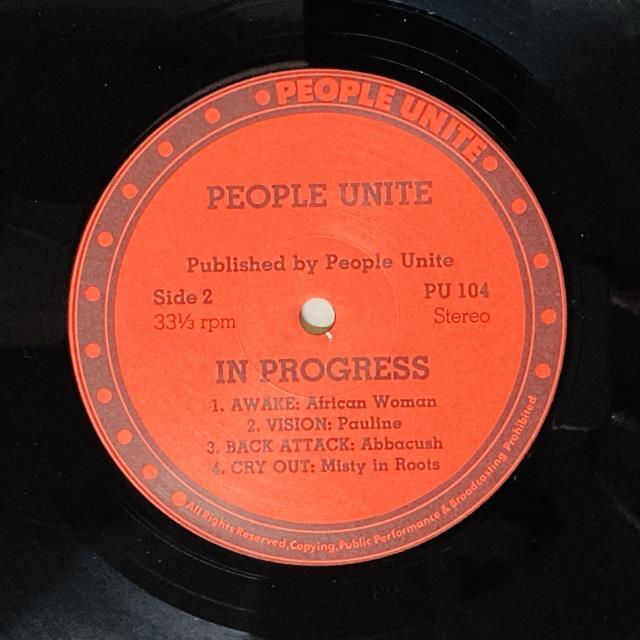 PEOPLE UNITE
PEOPLE UNITE
Published by People Unite
Side 2
PU 104
33⅓ rpm
Stereo
IN PROGRESS
1. AWAKE: African Woman
2. VISION: Pauline
3. BACK ATTACK: Abbacush
4. CRY OUT: Misty in Roots
All Rights Reserved, Copying, Public Performance & Broadcasting Prohibited